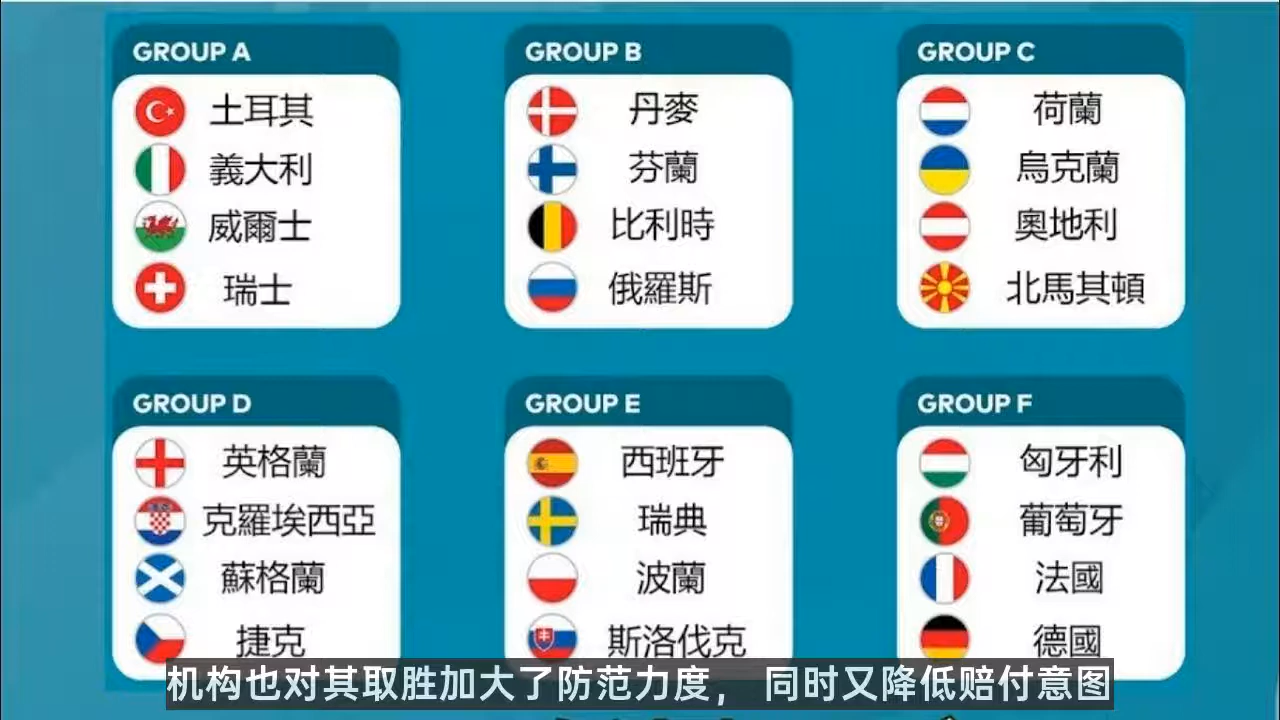 GROUP A
土耳其
義大利
威爾士
瑞士
GROUP B
丹麥
芬蘭
比利時
俄羅斯
GROUP C
荷蘭
烏克蘭
奧地利
北馬其頓
GROUP D
英格蘭
克羅埃西亞
蘇格蘭
捷克
GROUP E
西班牙
瑞典
波蘭
斯洛伐克
GROUP F
匈牙利
葡萄牙
法國
德國
机构也对其取胜加大了防范力度， 同时又降低赔付意图